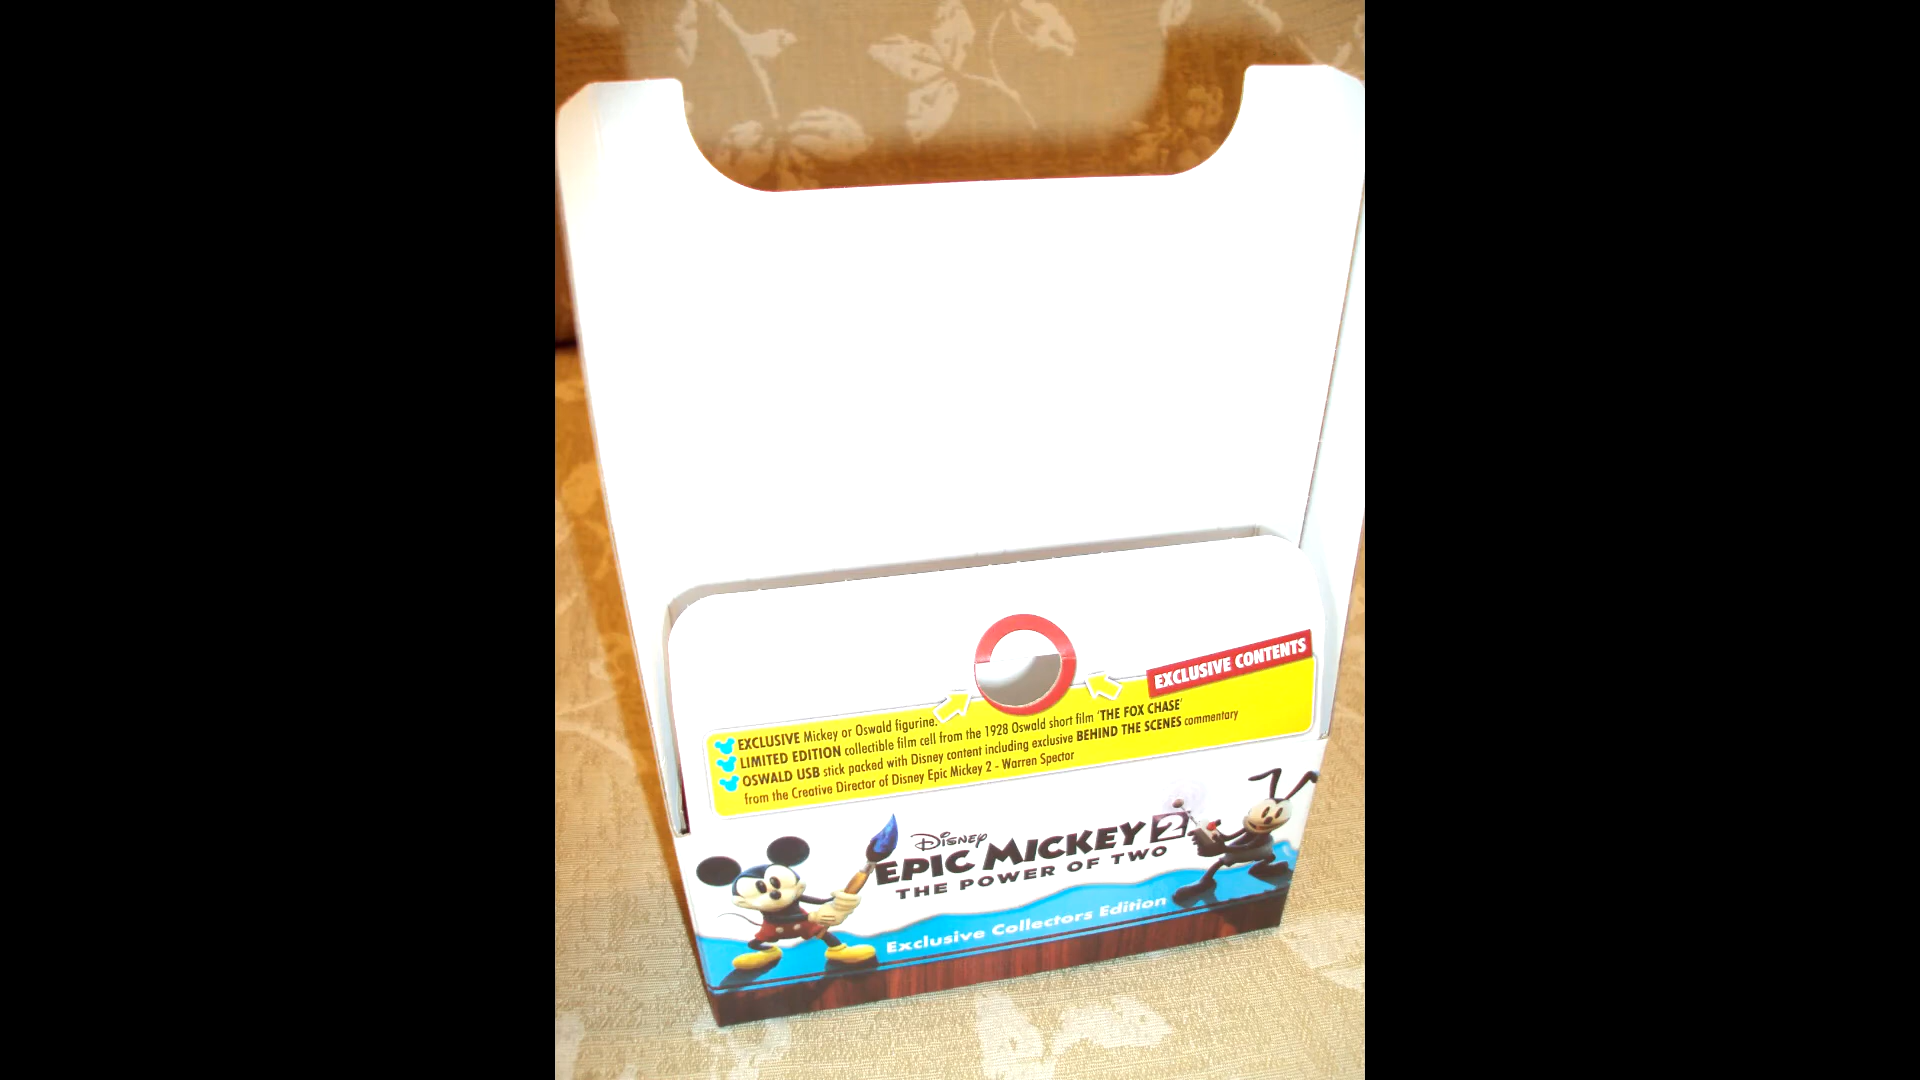 EXCLUSIVE CONTENTS
EXCLUSIVE Mickey or Oswald figurine.
LIMITED EDITION collectible film cell from the 1928 Oswald short film 'THE FOX CHASE'
OSWALD USB stick packed with Disney content including exclusive BEHIND THE SCENES commentary
from the Creative Director of Disney Epic Mickey 2 - Warren Spector
DISNEY
EPIC MICKEY 2
THE POWER OF TWO
Exclusive Collectors Edition